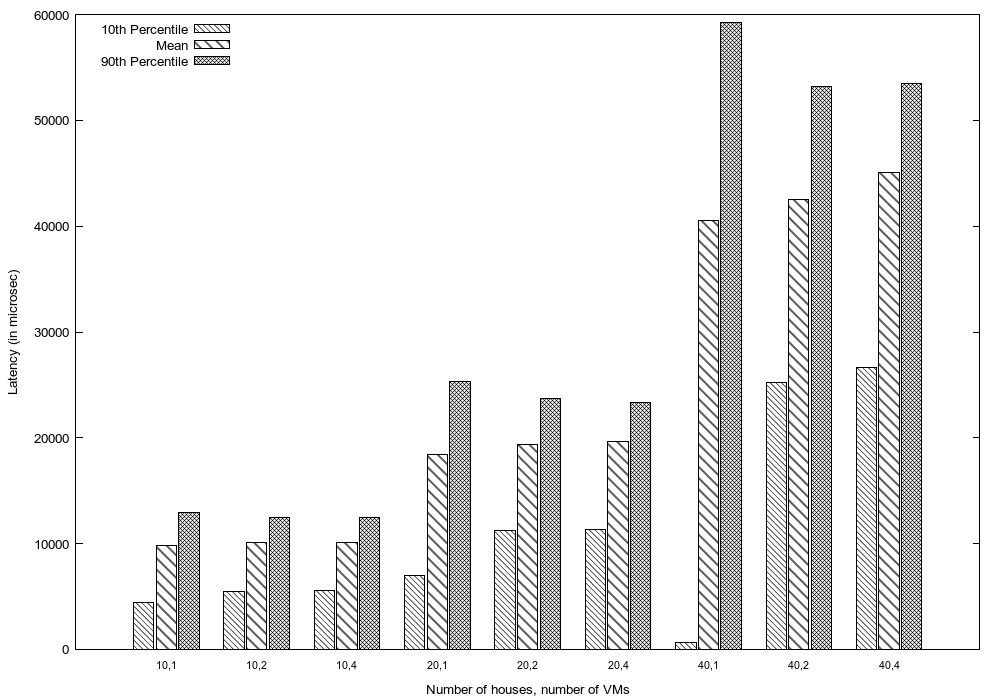 10th Percentile
Mean
90th Percentile
60000
50000
40000
30000
20000
10000
0
Latency (in microsec)
10,1 10,2 10,4 20,1 20,2 20,4 40,1 40,2 40,4
Number of houses, number of VMs